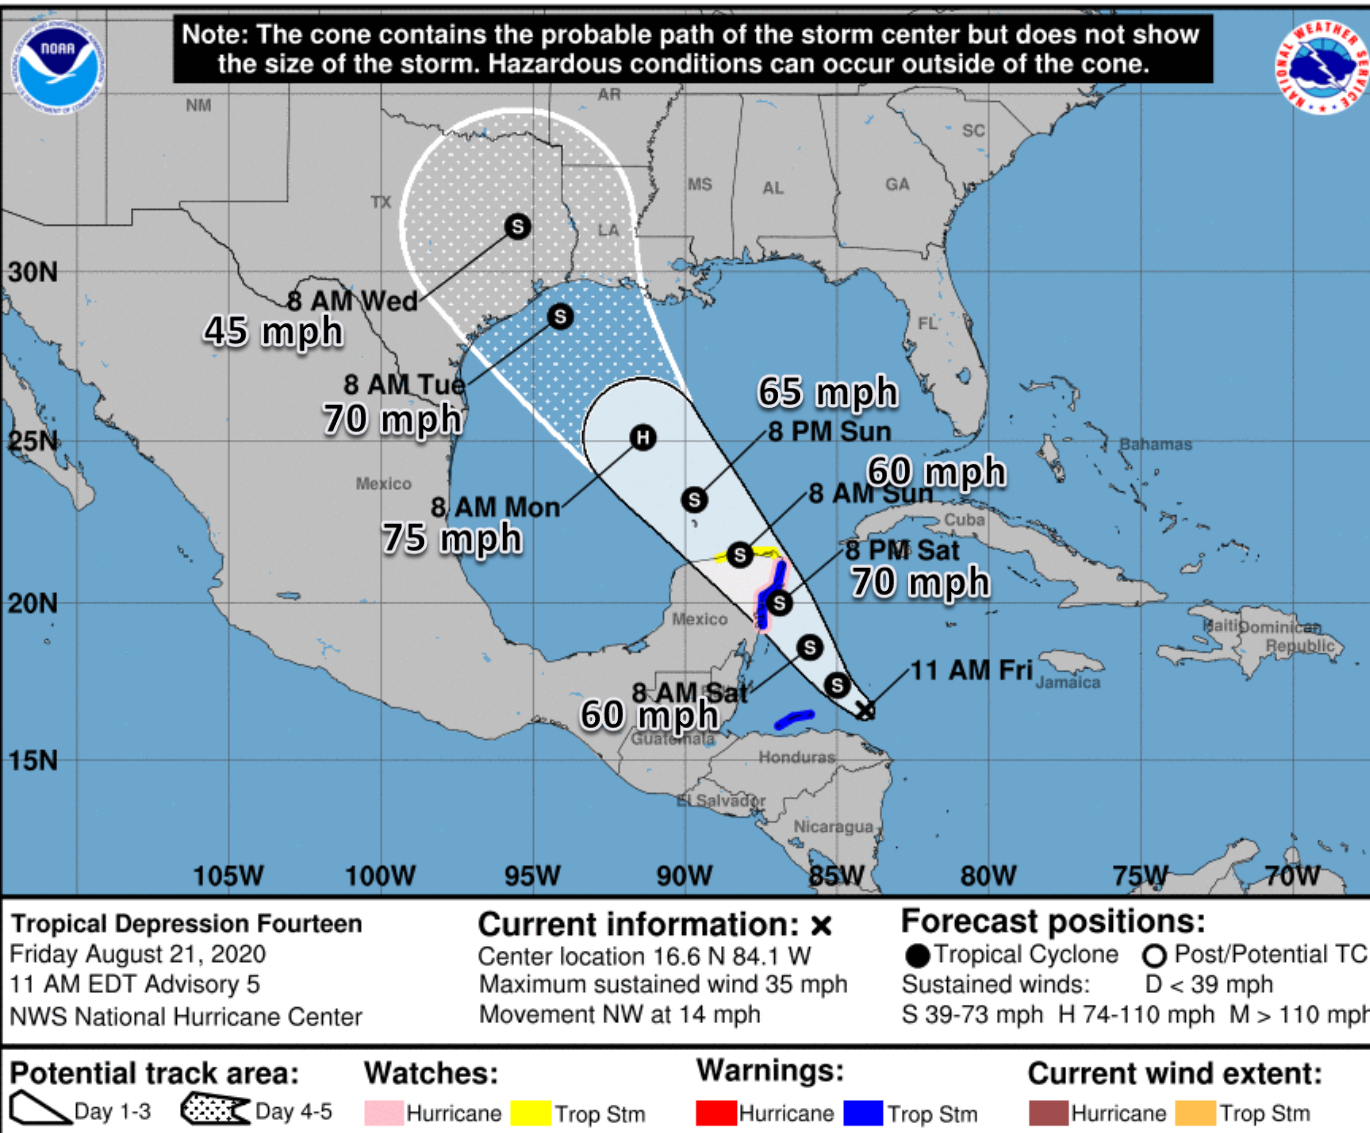 Note: The cone contains the probable path of the storm center but does not show
the size of the storm. Hazardous conditions can occur outside of the cone.
NOAA
NATIONAL WEATHER SERVICE
NM
AR
SC
TX
MS
AL
GA
LA
30N
8 AM Wed
45 mph
FL
8 AM Tue
70 mph
65 mph
8 PM Sun
25N
Bahamas
60 mph
8 AM Sun
Mexico
8 AM Mon
75 mph
Cuba
8 PM Sat
70 mph
20N
Mexico
Haiti
Dominican
Republic
11 AM Fri
Jamaica
8 AM Sat
60 mph
Guatemala
15N
Honduras
El Salvador
Nicaragua
S
S
H
S
S
S
S
S
105W 100W 95W 90W 85W 80W 75W 70W
Tropical Depression Fourteen
Friday August 21, 2020
11 AM EDT Advisory 5
NWS National Hurricane Center
Current information: x
Center location 16.6 N 84.1 W
Maximum sustained wind 35 mph
Movement NW at 14 mph
Forecast positions:
Tropical Cyclone Post/Potential TC
Sustained winds: D < 39 mph
S 39-73 mph H 74-110 mph M > 110 mph
Potential track area:
Day 1-3 Day 4-5
Watches:
Hurricane Trop Stm
Warnings:
Hurricane Trop Stm
Current wind extent:
Hurricane Trop Stm